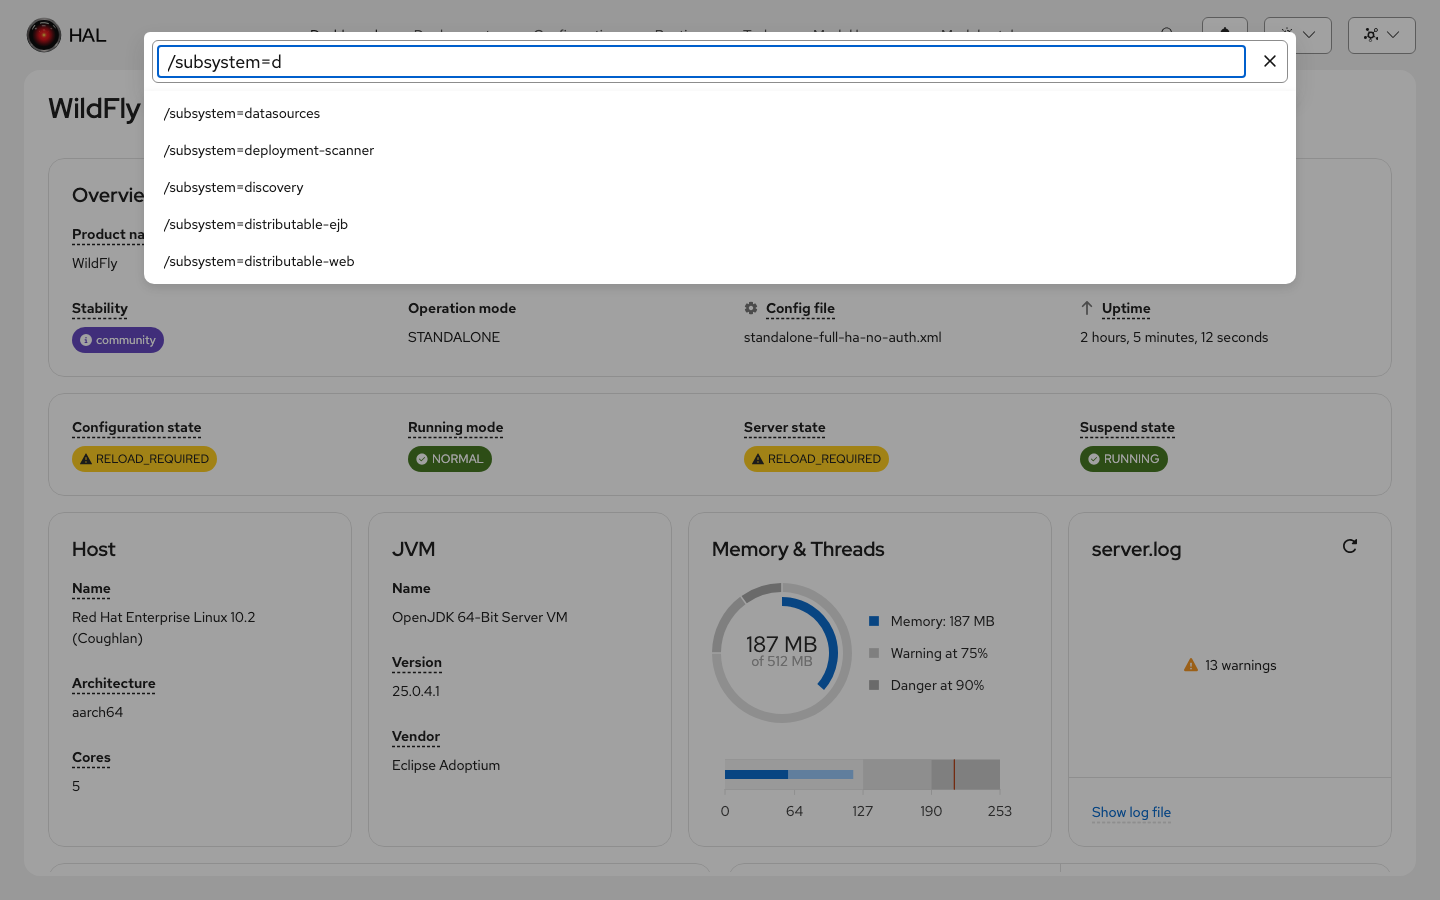 HAL
/subsystem=d
/subsystem=datasources
/subsystem=deployment-scanner
/subsystem=discovery
/subsystem=distributable-ejb
/subsystem=distributable-web
WildFly
Overvie
Product na
WildFly
Stability
community
Operation mode
STANDALONE
Config file
standalone-full-ha-no-auth.xml
Uptime
2 hours, 5 minutes, 12 seconds
Configuration state
RELOAD_REQUIRED
Running mode
NORMAL
Server state
RELOAD_REQUIRED
Suspend state
RUNNING
Host
Name
Red Hat Enterprise Linux 10.2
(Coughlan)
Architecture
aarch64
Cores
5
JVM
Name
OpenJDK 64-Bit Server VM
Version
25.0.4.1
Vendor
Eclipse Adoptium
Memory & Threads
187 MB
of 512 MB
Memory: 187 MB
Warning at 75%
Danger at 90%
0 64 127 190 253
server.log
13 warnings
Show log file